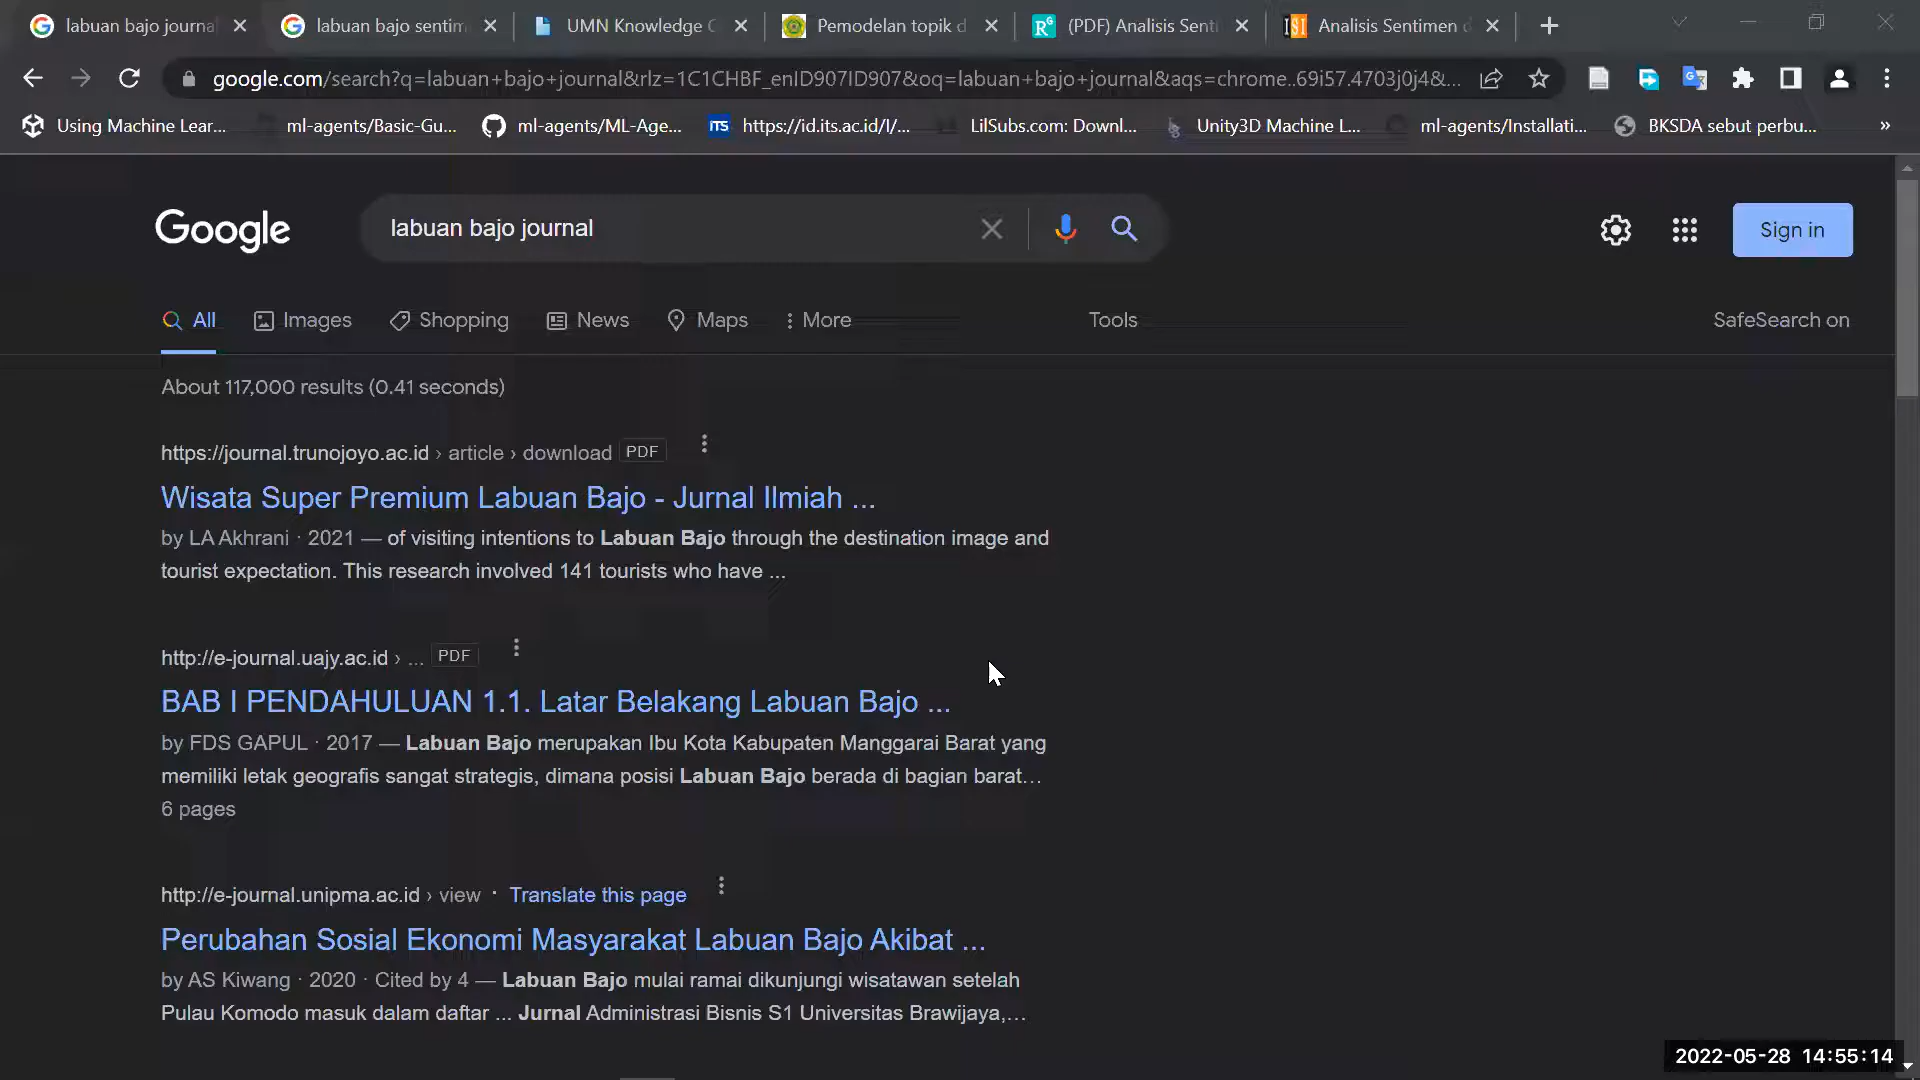 labuan bajo journa
labuan bajo sentim
UMN Knowledge C
Pemodelan topik d
(PDF) Analisis Senti
Analisis Sentimen d
google.com/search?q=labuan+bajo+journal&rlz=1C1CHBF_enID907ID907&oq=labuan+bajo+journal&aqs=chrome..69i57.4703j0j4&...
Using Machine Lear...
ml-agents/Basic-Gu...
ml-agents/ML-Age...
ITS
https://id.its.ac.id/I/...
LilSubs.com: Downl...
Unity3D Machine L...
ml-agents/Installati...
BKSDA sebut perbu...
»
Google
labuan bajo journal
Sign in
All
Images
Shopping
News
Maps
More
Tools
SafeSearch on
About 117,000 results (0.41 seconds)
https://journal.trunojoyo.ac.id › article › download PDF
Wisata Super Premium Labuan Bajo - Jurnal Ilmiah ...
by LA Akhrani · 2021 — of visiting intentions to Labuan Bajo through the destination image and
tourist expectation. This research involved 141 tourists who have ...
http://e-journal.uajy.ac.id › ... PDF
BAB I PENDAHULUAN 1.1. Latar Belakang Labuan Bajo ...
by FDS GAPUL · 2017 — Labuan Bajo merupakan Ibu Kota Kabupaten Manggarai Barat yang
memiliki letak geografis sangat strategis, dimana posisi Labuan Bajo berada di bagian barat...
6 pages
http://e-journal.unipma.ac.id › view · Translate this page
Perubahan Sosial Ekonomi Masyarakat Labuan Bajo Akibat ...
by AS Kiwang · 2020 · Cited by 4 — Labuan Bajo mulai ramai dikunjungi wisatawan setelah
Pulau Komodo masuk dalam daftar ... Jurnal Administrasi Bisnis S1 Universitas Brawijaya,...
2022-05-28 14:55:14